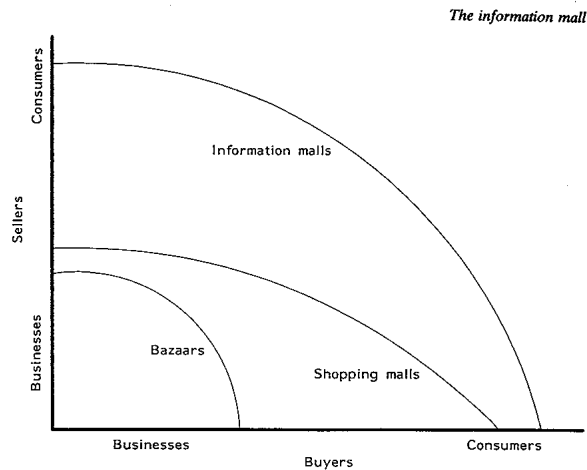 The information mall
Consumers
Information malls
Sellers
Businesses
Bazaars
Shopping malls
Businesses
Consumers
Buyers